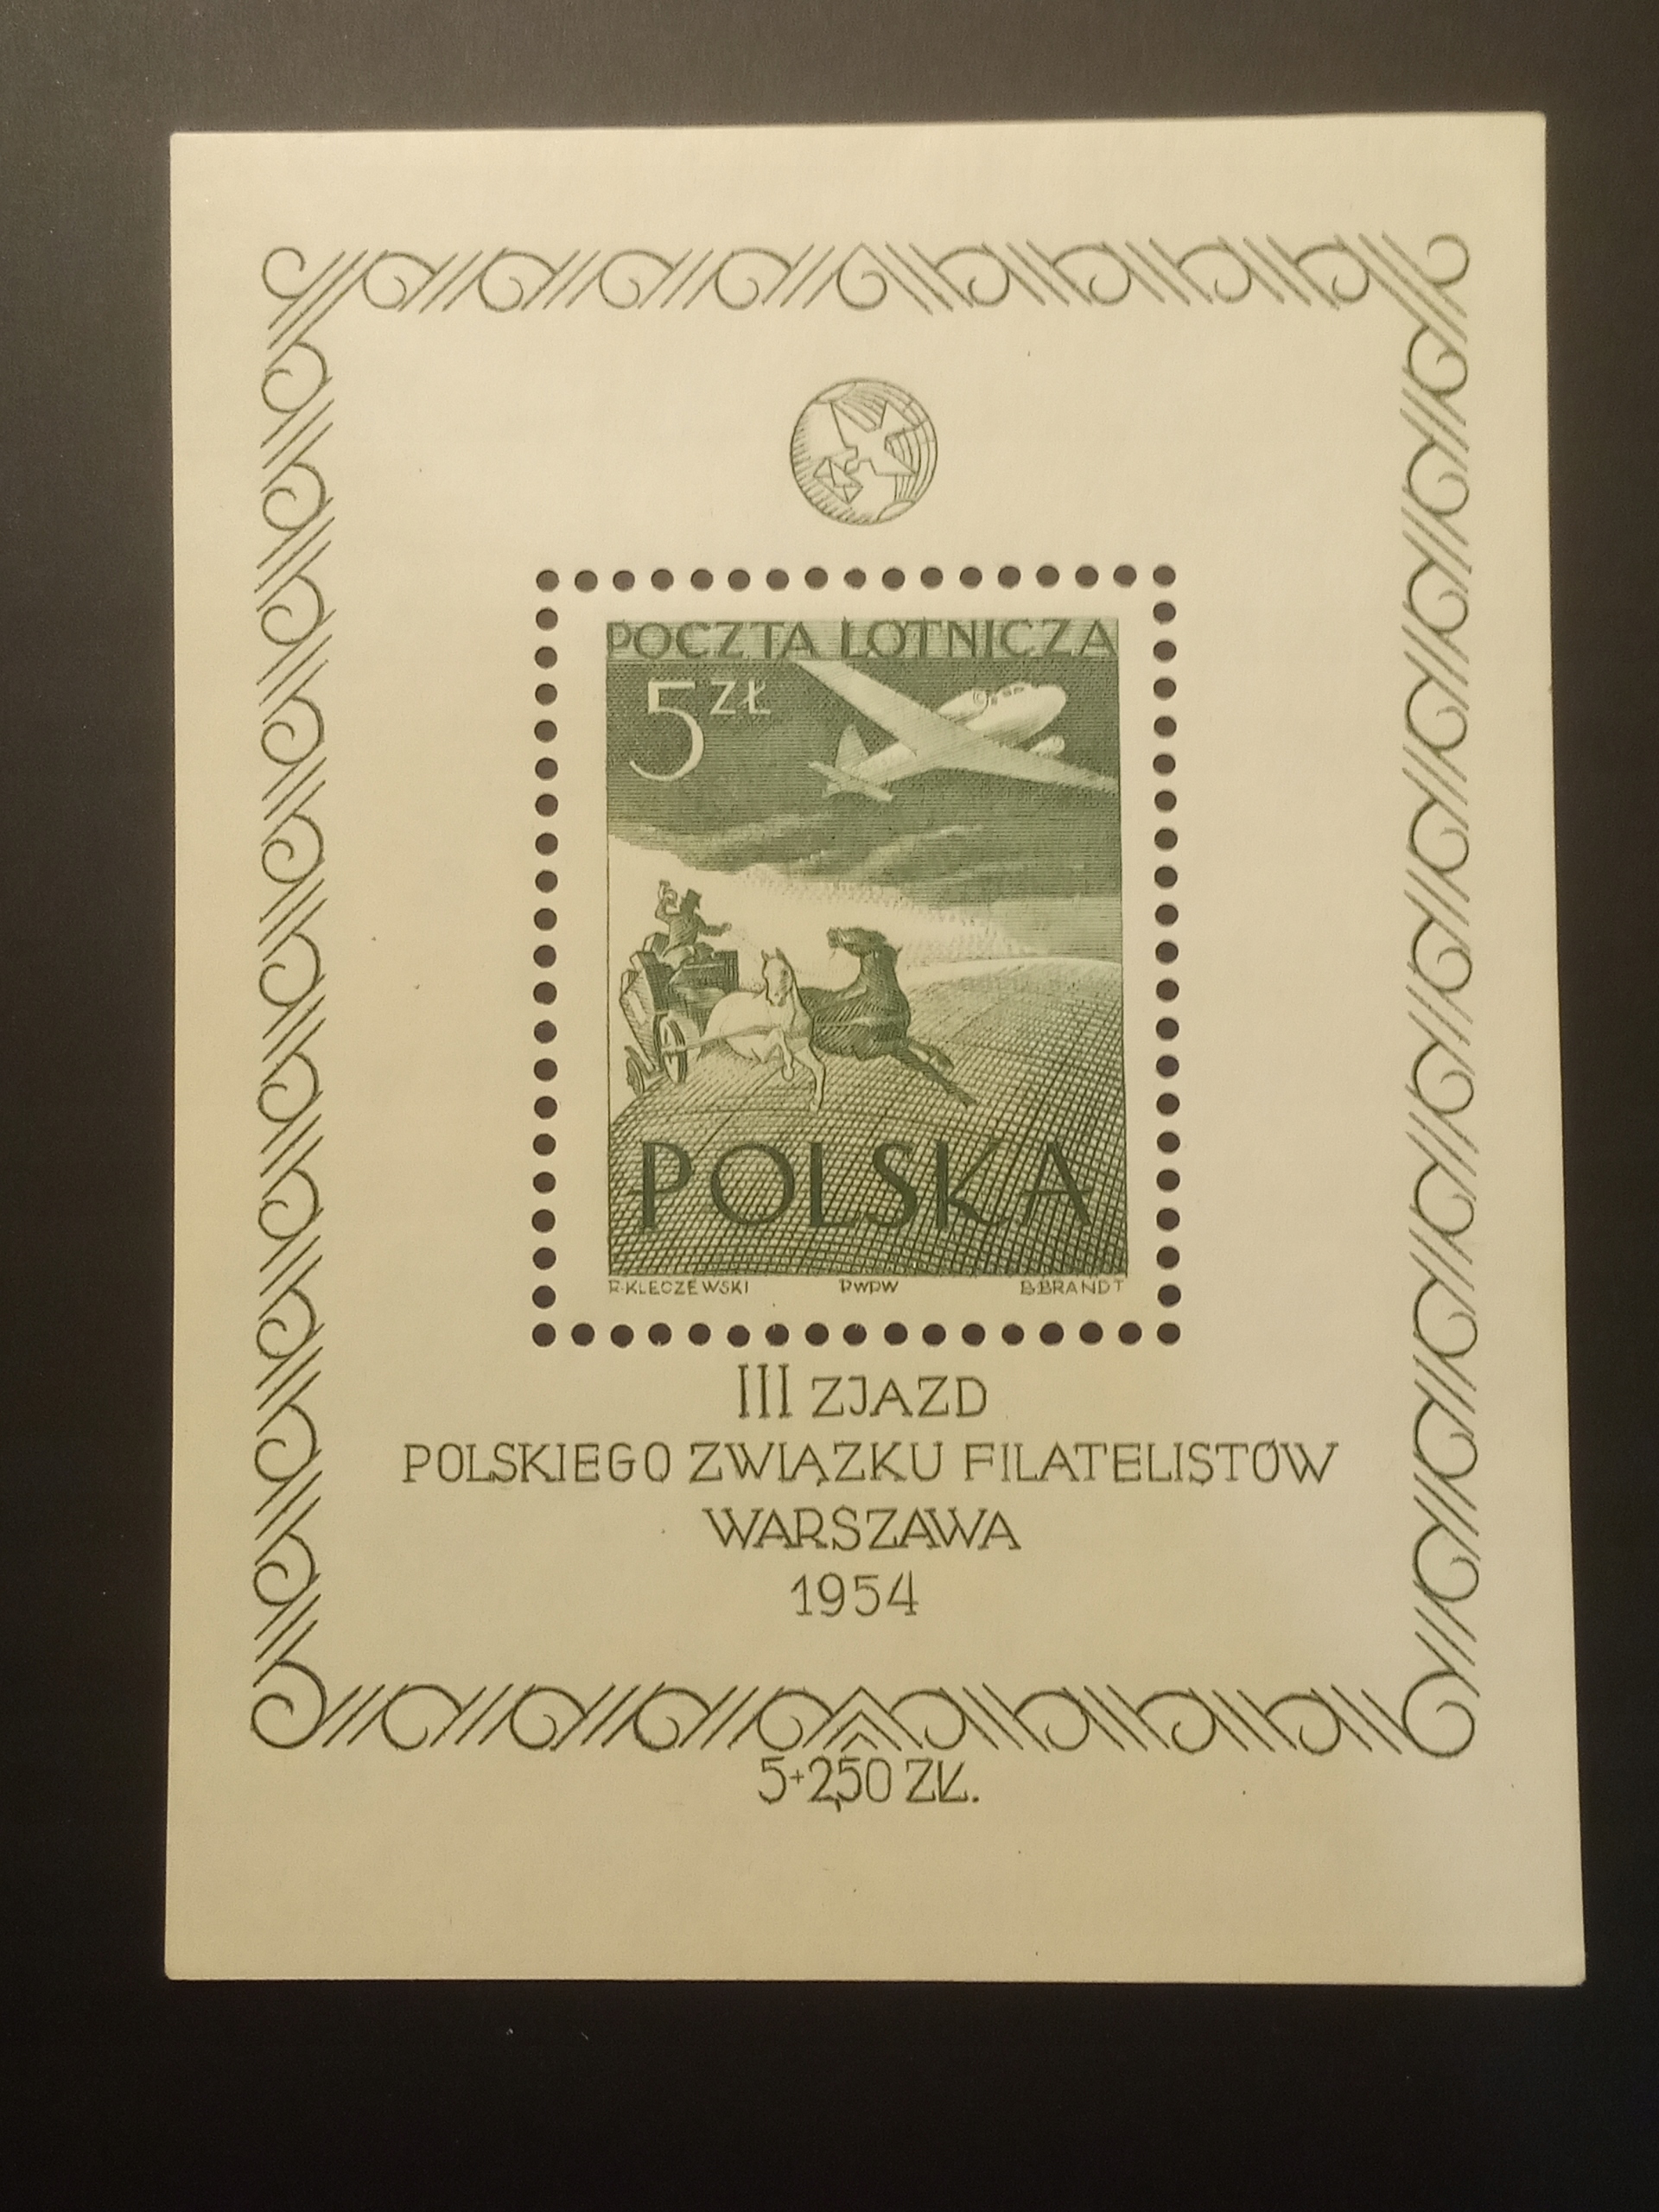 POCZTA LOTNICZA
5 ZŁ
POLSKA
R·KLECZEWSKI PWPW B·BRANDT
III ZJAZD
POLSKIEGO ZWIĄZKU FILATELISTÓW
WARSZAWA
1954
5+2,50 ZŁ.